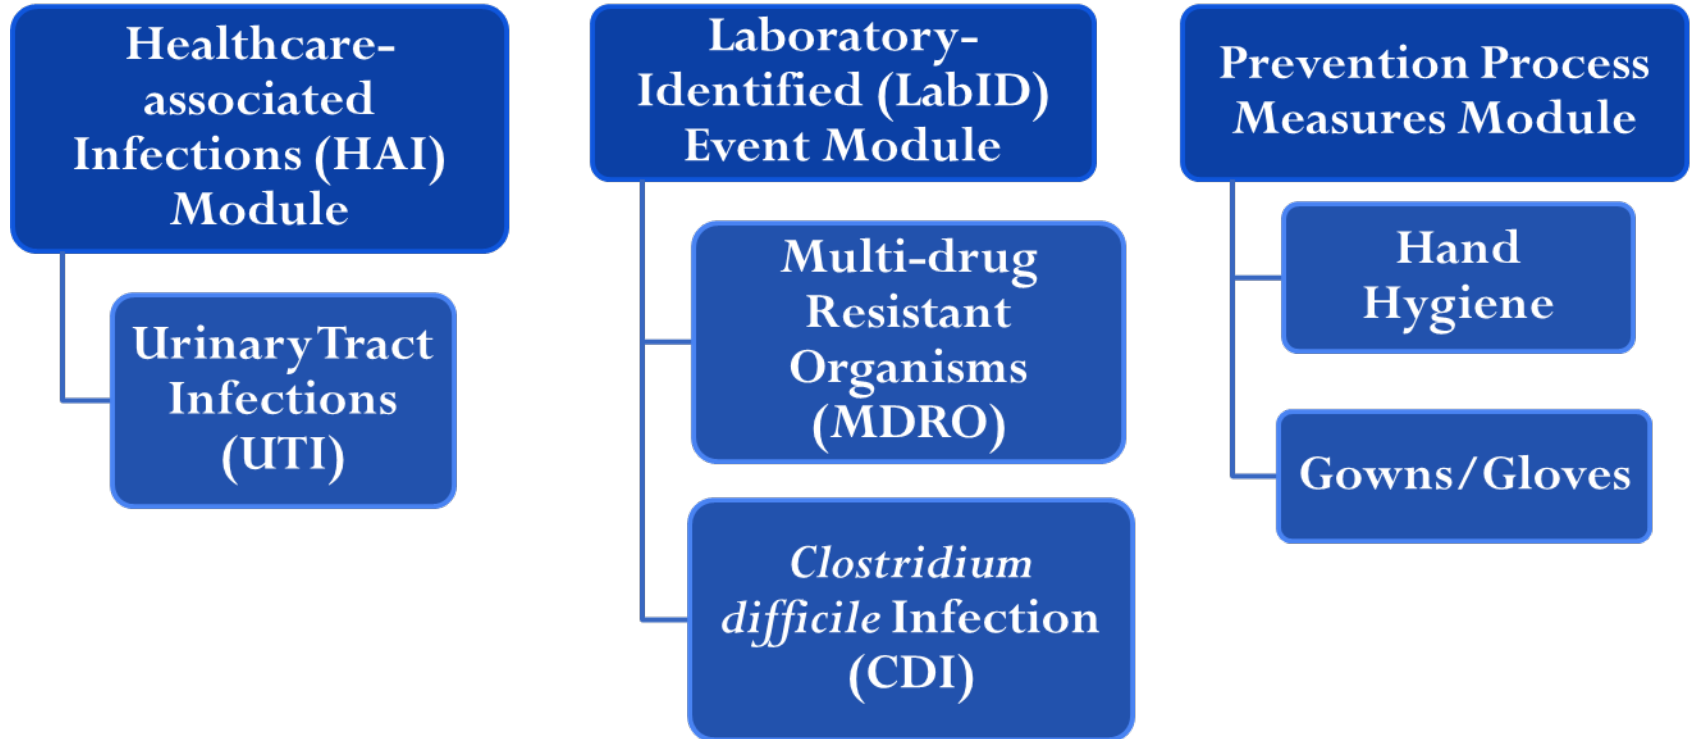 Healthcare-
associated
Infections (HAI)
Module
Urinary Tract
Infections
(UTI)
Laboratory-
Identified (LabID)
Event Module
Multi-drug
Resistant
Organisms
(MDRO)
Clostridium
difficile Infection
(CDI)
Prevention Process
Measures Module
Hand
Hygiene
Gowns/Gloves